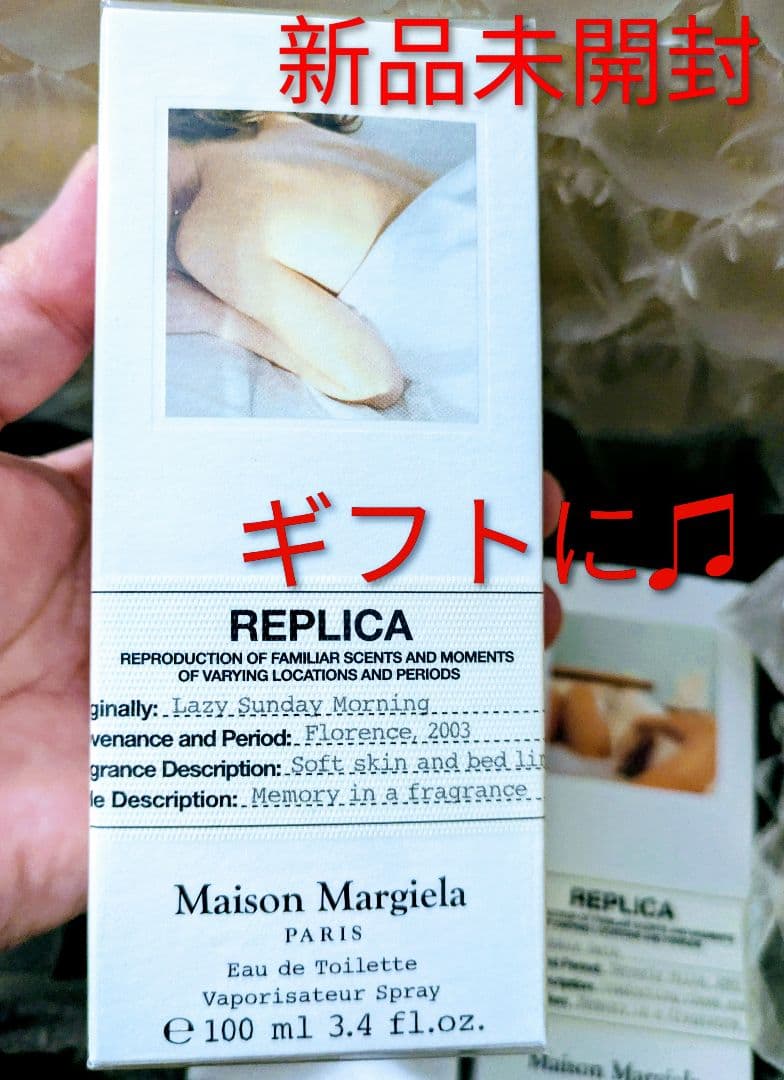 新品未開封
ギフトに♫
REPLICA
REPRODUCTION OF FAMILIAR SCENTS AND MOMENTS
OF VARYING LOCATIONS AND PERIODS
ginally: Lazy Sunday Morning
venance and Period: Florence, 2003
grance Description: Soft skin and bed lin
le Description: Memory in a fragrance
Maison Margiela
PARIS
Eau de Toilette
Vaporisateur Spray
℮ 100 ml 3.4 fl.oz.
REPLICA
Maison Margiela